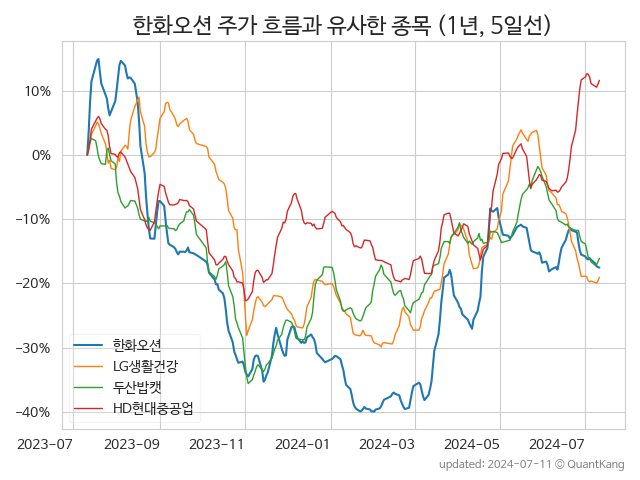 한화오션 주가 흐름과 유사한 종목 (1년, 5일선)
10%
0%
−10%
−20%
−30%
−40%
한화오션
LG생활건강
두산밥캣
HD현대중공업
2023-07 2023-09 2023-11 2024-01 2024-03 2024-05 2024-07
updated: 2024-07-11 © QuantKang